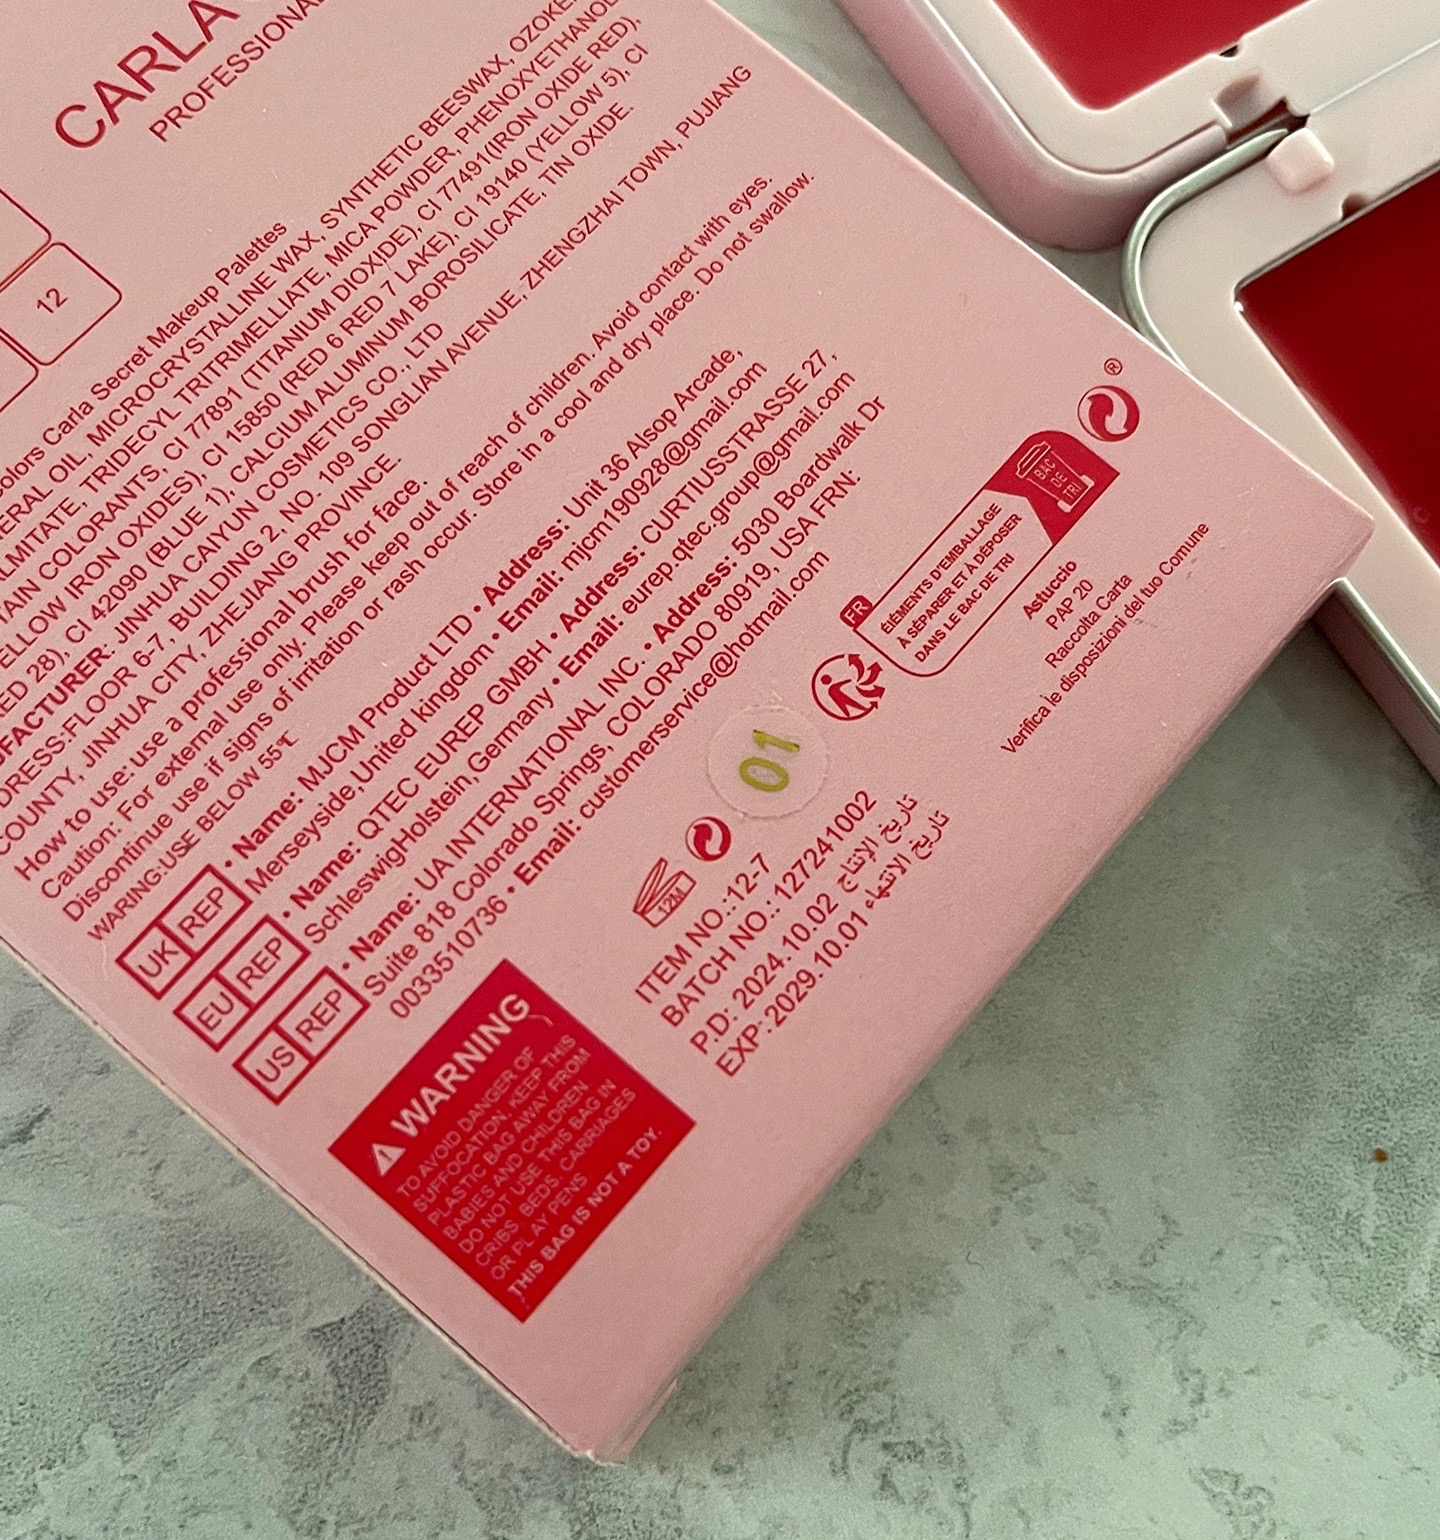 CARLA
PROFESSIONAL
12
Colors Carla Secret Makeup Palettes
MINERAL OIL, MICROCRYSTALLINE WAX, SYNTHETIC BEESWAX,
TRIDECYL TRITRIMELLIATE, MICA POWDER, PHENOXYETHANOL
COLORANTS, CI 77891 (TITANIUM DIOXIDE), CI 77491(IRON OXIDE RED),
YELLOW IRON OXIDES), CI 15850 (RED 6 RED 7 LAKE), CI 19140 (YELLOW 5), CI
RED 28), CI 42090 (BLUE 1), CALCIUM ALUMINUM BOROSILICATE, TIN OXIDE.
UFACTURER: JINHUA CAIYUN COSMETICS CO., LTD
DRESS:FLOOR 6-7, BUILDING 2, NO. 109 SONGLIAN AVENUE, ZHENGZHAI TOWN, PUJIANG
COUNTY, JINHUA CITY, ZHEJIANG PROVINCE.
How to use: use a professional brush for face.
Caution: For external use only. Please keep out of reach of children. Avoid contact with eyes.
Discontinue use if signs of irritation or rash occur. Store in a cool and dry place. Do not swallow.
WARING:USE BELOW 55℃
UK REP • Name: MJCM Product LTD • Address: Unit 36 Alsop Arcade,
Merseyside,United kingdom • Email: mjcm190928@gmail.com
EU REP • Name: QTEC EUREP GMBH • Address: CURTIUSSTRASSE 27,
SchleswigHolstein,Germany • Email: eurep.qtec.group@gmail.com
US REP • Name: UA INTERNATIONAL INC. • Address: 5030 Boardwalk Dr
Suite 818 Colorado Springs, COLORADO 80919, USA FRN:
0033510736 • Email: customerservice@hotmail.com
®
FR
ÉLÉMENTS D'EMBALLAGE
À SÉPARER ET À DÉPOSER
DANS LE BAC DE TRI
BAC
DE
TRI
Astuccio
PAP 20
Raccolta Carta
Verifica le disposizioni del tuo Comune
01
12M
ITEM NO.:12-7
BATCH NO.: 127241002
P.D: 2024.10.02 تاريخ الإنتاج
EXP:2029.10.01 تاريخ الانتهاء
WARNING
TO AVOID DANGER OF
SUFFOCATION, KEEP THIS
PLASTIC BAG AWAY FROM
BABIES AND CHILDREN
DO NOT USE THIS BAG IN
CRIBS, BEDS, CARRIAGES
OR PLAY PENS
THIS BAG IS NOT A TOY.